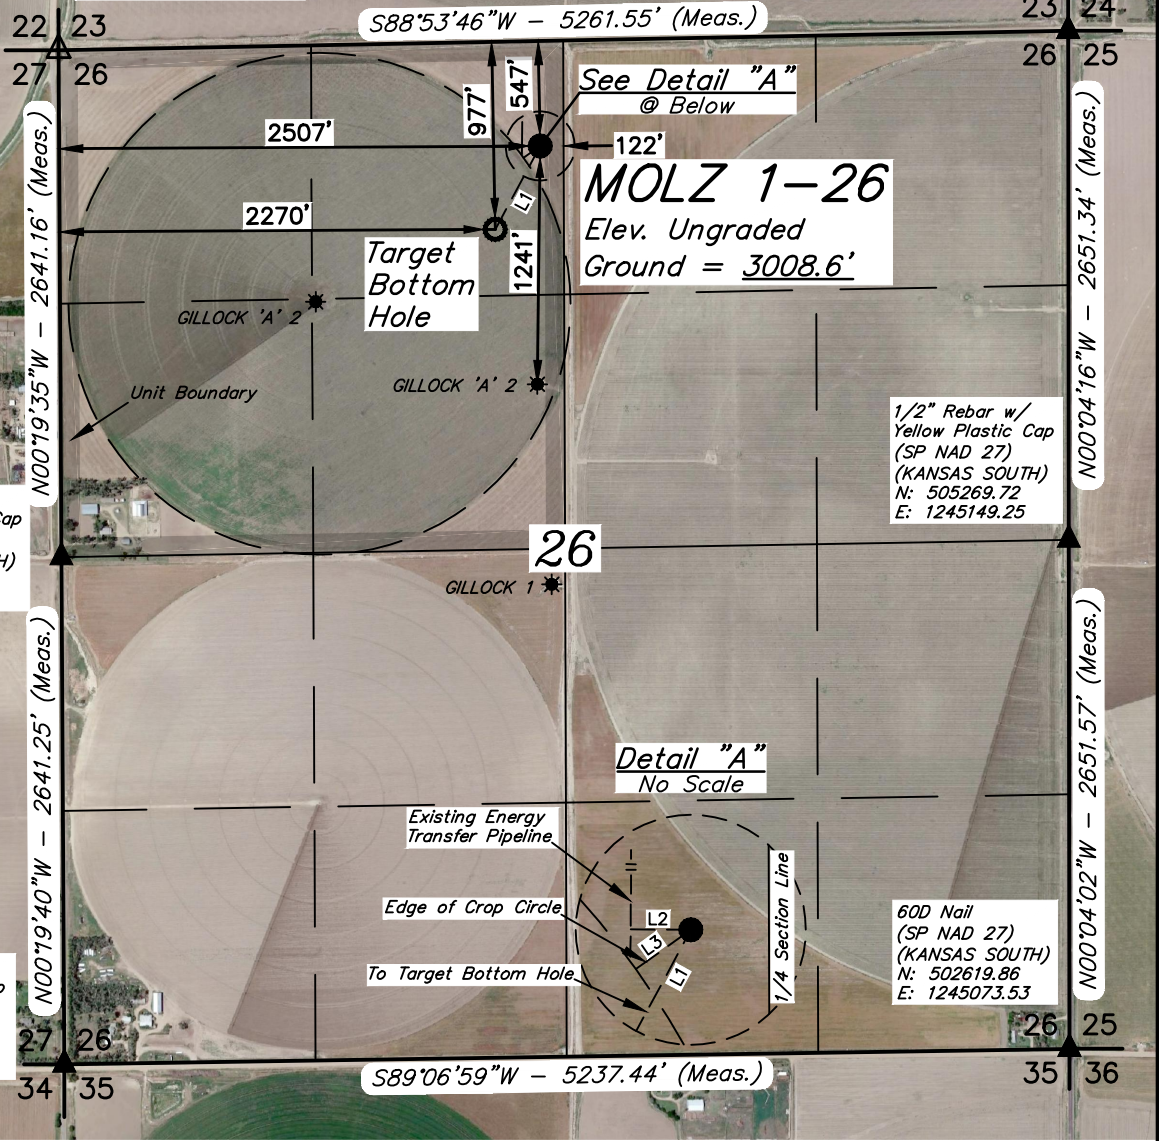 S88°53'46"W - 5261.55' (Meas.)
22 23
27 26
23 24
26 25
N00°19'35"W - 2641.16' (Meas.)
N00°04'16"W - 2651.34' (Meas.)
977'
547'
See Detail "A"
@ Below
2507'
122'
MOLZ 1-26
Elev. Ungraded
Ground = 3008.6'
L1
2270'
1241'
Target
Bottom
Hole
GILLOCK 'A' 2
GILLOCK 'A' 2
Unit Boundary
1/2" Rebar w/
Yellow Plastic Cap
(SP NAD 27)
(KANSAS SOUTH)
N: 505269.72
E: 1245149.25
Cap
H)
26
GILLOCK 1
N00°19'40"W - 2641.25' (Meas.)
N00°04'02"W - 2651.57' (Meas.)
Detail "A"
No Scale
Existing Energy
Transfer Pipeline
Edge of Crop Circle
To Target Bottom Hole
L2
L3
L1
1/4 Section Line
60D Nail
(SP NAD 27)
(KANSAS SOUTH)
N: 502619.86
E: 1245073.53
27 26
34 35
26 25
35 36
S89°06'59"W - 5237.44' (Meas.)